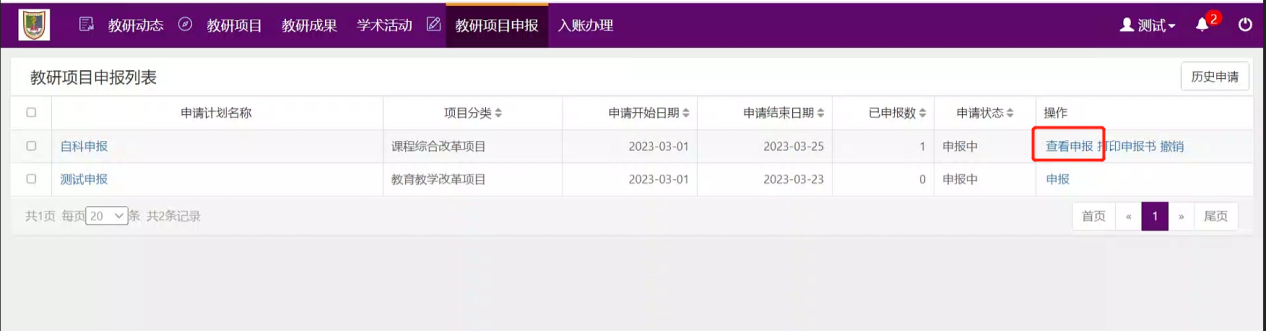 教研动态 教研项目 教研成果 学术活动 教研项目申报 入账办理 测试 2
教研项目申报列表 历史申请
申请计划名称 项目分类 申请开始日期 申请结束日期 已申报数 申请状态 操作
自科申报 课程综合改革项目 2023-03-01 2023-03-25 1 申报中 查看申报 打印申报书 撤销
测试申报 教育教学改革项目 2023-03-01 2023-03-23 0 申报中 申报
共1页 每页 20 条 共2条记录 首页 « 1 » 尾页